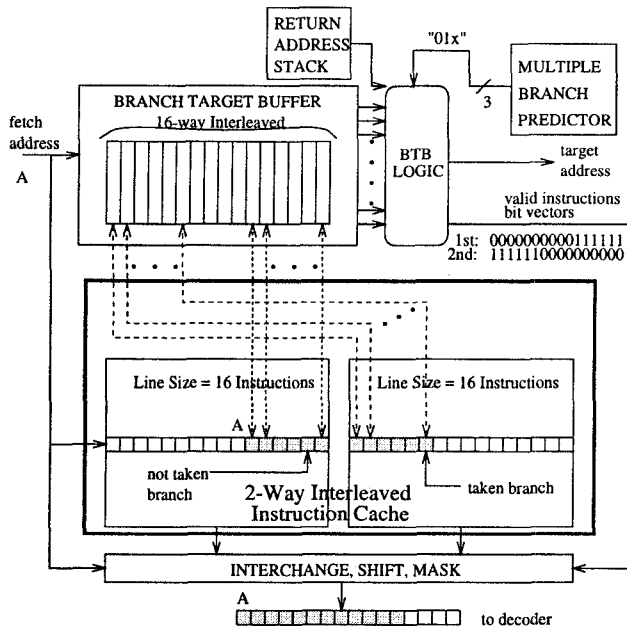 RETURN
ADDRESS
STACK
"01x"
3
MULTIPLE
BRANCH
PREDICTOR
BRANCH TARGET BUFFER
16-way Interleaved
fetch
address
A
BTB
LOGIC
target
address
valid instructions
bit vectors
1st: 0000000000111111
2nd: 1111110000000000
Line Size = 16 Instructions
Line Size = 16 Instructions
A
not taken
branch
taken branch
2-Way Interleaved
Instruction Cache
INTERCHANGE, SHIFT, MASK
A
to decoder